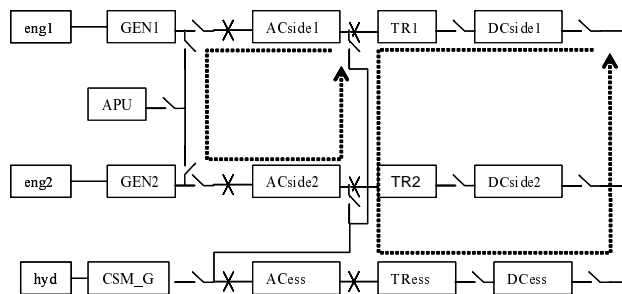 eng1 GEN1 ACside1 TR1 DCside1
APU
eng2 GEN2 ACside2 TR2 DCside2
hyd CSM_G ACess TRess DCess